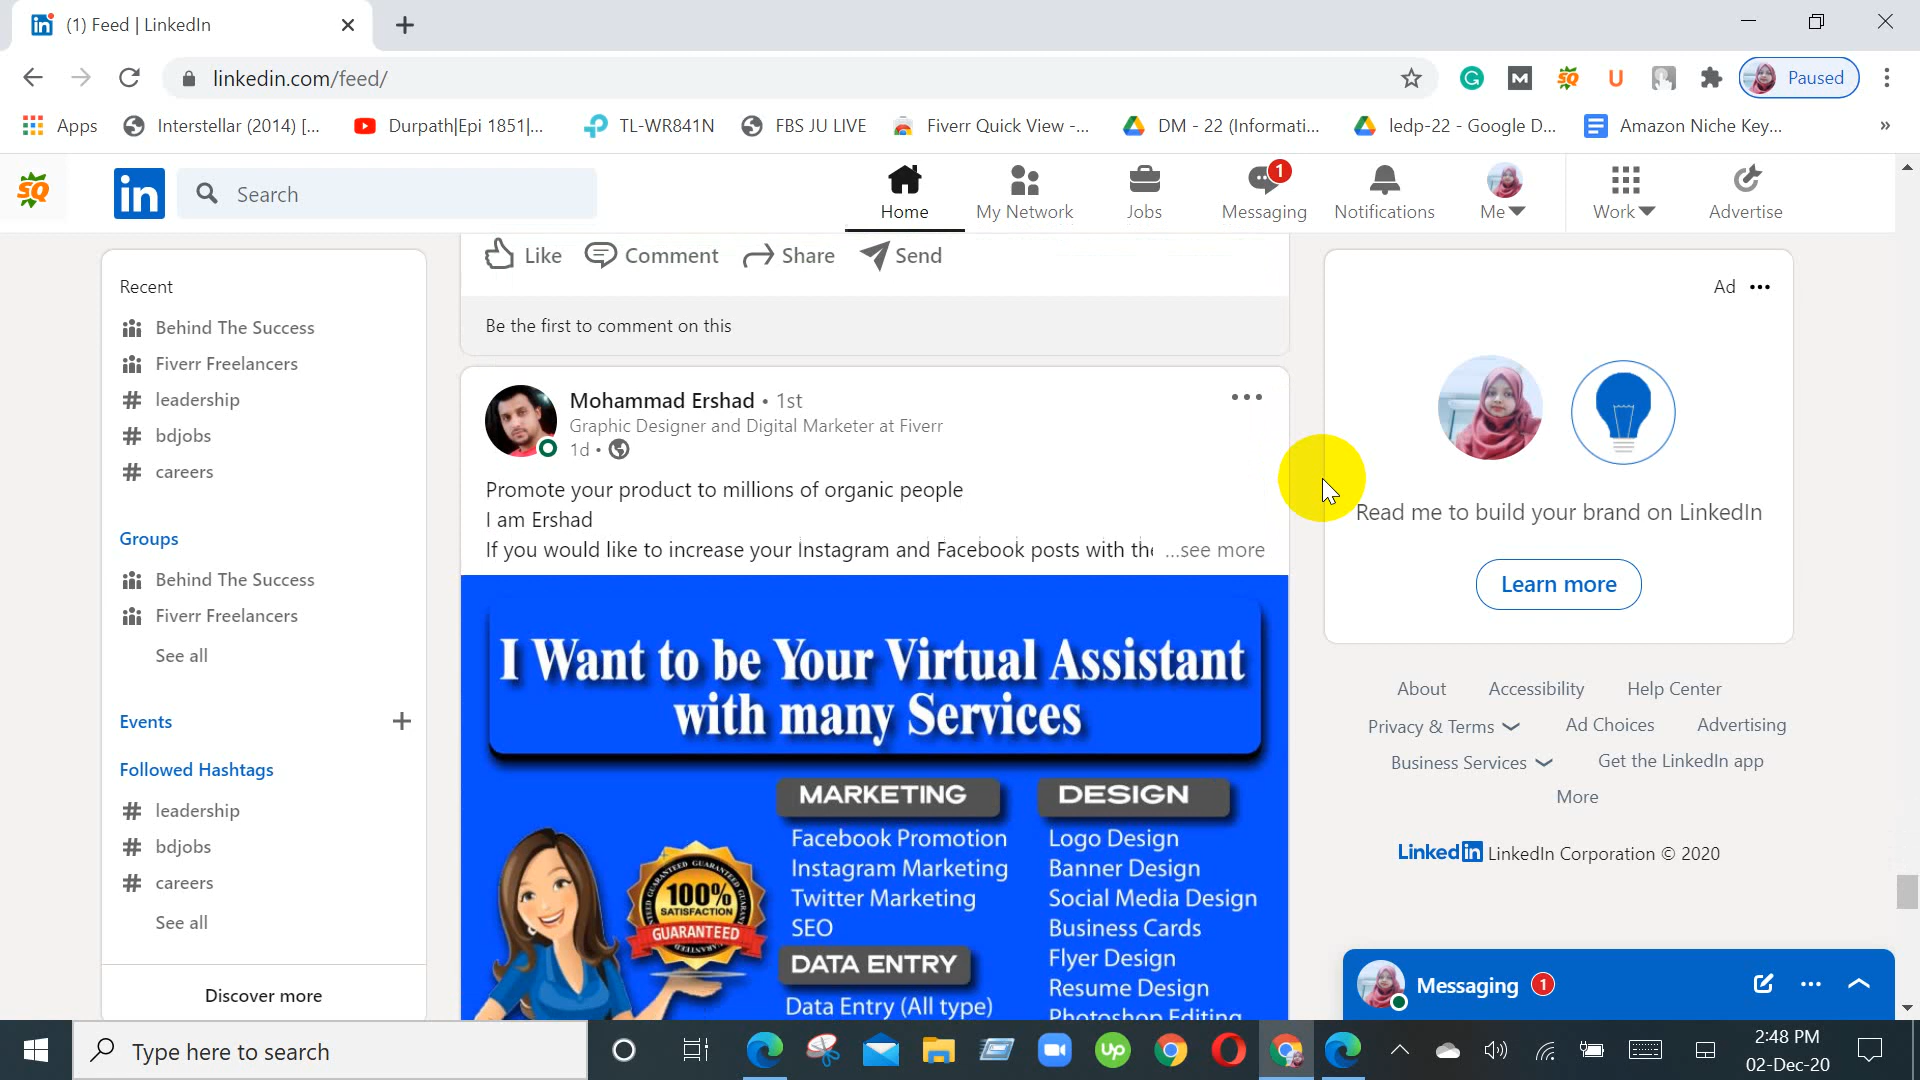 (1) Feed | LinkedIn
linkedin.com/feed/
Paused
Apps
Interstellar (2014) [...
Durpath|Epi 1851|...
TL-WR841N
FBS JU LIVE
Fiverr Quick View -...
DM - 22 (Informati...
ledp-22 - Google D...
Amazon Niche Key...
»
SQ
in
Search
Home
My Network
Jobs
1
Messaging
Notifications
Me
Work
Advertise
Recent
Behind The Success
Fiverr Freelancers
# leadership
# bdjobs
# careers
Groups
Behind The Success
Fiverr Freelancers
See all
Events +
Followed Hashtags
# leadership
# bdjobs
# careers
See all
Discover more
Like
Comment
Share
Send
Be the first to comment on this
Mohammad Ershad • 1st
Graphic Designer and Digital Marketer at Fiverr
1d •
Promote your product to millions of organic people
I am Ershad
If you would like to increase your Instagram and Facebook posts with the ...see more
I Want to be Your Virtual Assistant
with many Services
MARKETING
Facebook Promotion
Instagram Marketing
Twitter Marketing
SEO
DATA ENTRY
Data Entry (All type)
DESIGN
Logo Design
Banner Design
Social Media Design
Business Cards
Flyer Design
Resume Design
Photoshop Editing
100%
SATISFACTION
GUARANTEED
Ad
Read me to build your brand on LinkedIn
Learn more
About
Accessibility
Help Center
Privacy & Terms
Ad Choices
Advertising
Business Services
Get the LinkedIn app
More
LinkedIn LinkedIn Corporation © 2020
Messaging 1
Type here to search
Up
2:48 PM
02-Dec-20